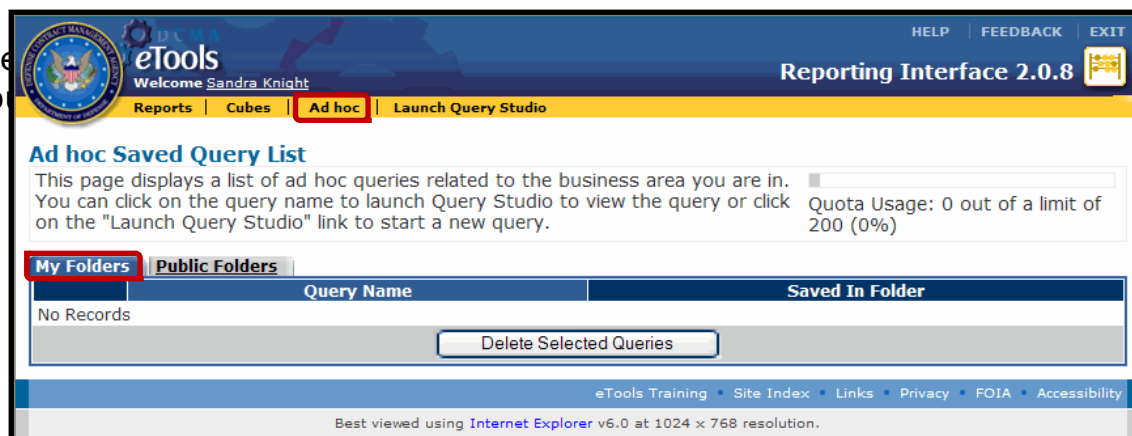 HELP | FEEDBACK | EXIT
DCMA
eTools
Welcome Sandra Knight
Reporting Interface 2.0.8
Reports | Cubes | Ad hoc | Launch Query Studio
Ad hoc Saved Query List
This page displays a list of ad hoc queries related to the business area you are in.
You can click on the query name to launch Query Studio to view the query or click
on the "Launch Query Studio" link to start a new query.
Quota Usage: 0 out of a limit of
200 (0%)
My Folders Public Folders
Query Name Saved In Folder
No Records
Delete Selected Queries
eTools Training • Site Index • Links • Privacy • FOIA • Accessibility
Best viewed using Internet Explorer v6.0 at 1024 x 768 resolution.